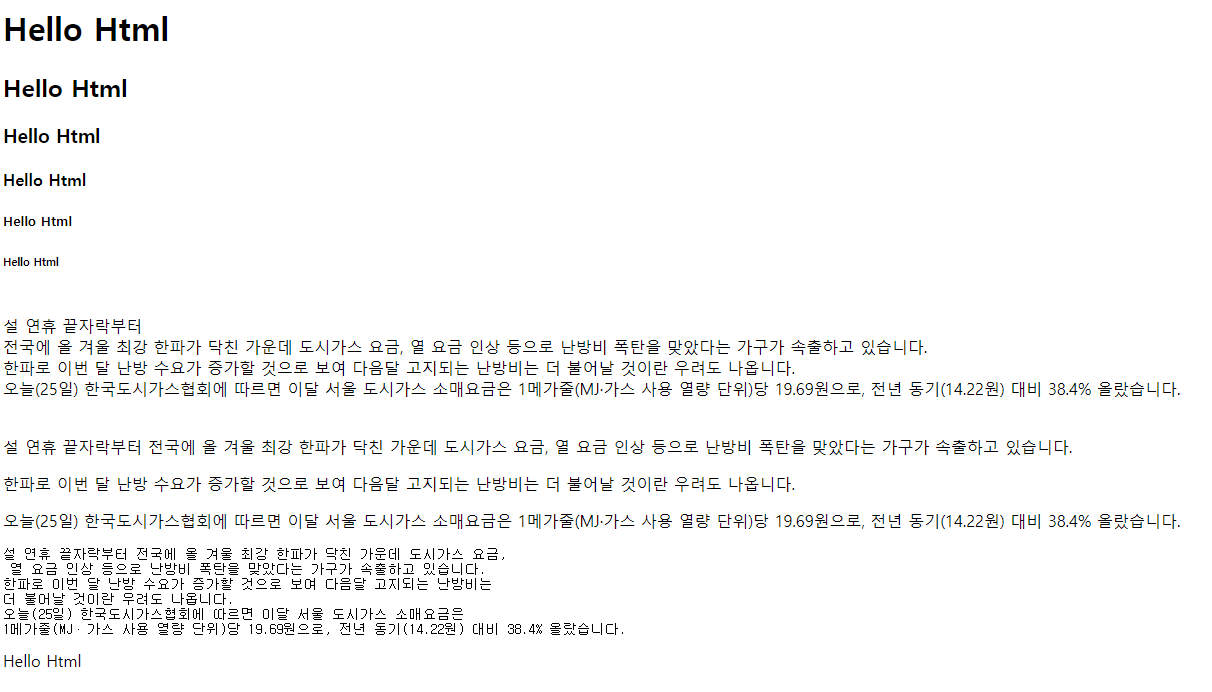 Hello Html
Hello Html
Hello Html
Hello Html
Hello Html
Hello Html
설 연휴 끝자락부터
전국에 올 겨울 최강 한파가 닥친 가운데 도시가스 요금, 열 요금 인상 등으로 난방비 폭탄을 맞았다는 가구가 속출하고 있습니다.
한파로 이번 달 난방 수요가 증가할 것으로 보여 다음달 고지되는 난방비는 더 불어날 것이란 우려도 나옵니다.
오늘(25일) 한국도시가스협회에 따르면 이달 서울 도시가스 소매요금은 1메가줄(MJ·가스 사용 열량 단위)당 19.69원으로, 전년 동기(14.22원) 대비 38.4% 올랐습니다.
설 연휴 끝자락부터 전국에 올 겨울 최강 한파가 닥친 가운데 도시가스 요금, 열 요금 인상 등으로 난방비 폭탄을 맞았다는 가구가 속출하고 있습니다.
한파로 이번 달 난방 수요가 증가할 것으로 보여 다음달 고지되는 난방비는 더 불어날 것이란 우려도 나옵니다.
오늘(25일) 한국도시가스협회에 따르면 이달 서울 도시가스 소매요금은 1메가줄(MJ·가스 사용 열량 단위)당 19.69원으로, 전년 동기(14.22원) 대비 38.4% 올랐습니다.
설 연휴 끝자락부터 전국에 올 겨울 최강 한파가 닥친 가운데 도시가스 요금,
열 요금 인상 등으로 난방비 폭탄을 맞았다는 가구가 속출하고 있습니다.
한파로 이번 달 난방 수요가 증가할 것으로 보여 다음달 고지되는 난방비는
더 불어날 것이란 우려도 나옵니다.
오늘(25일) 한국도시가스협회에 따르면 이달 서울 도시가스 소매요금은
1메가줄(MJ·가스 사용 열량 단위)당 19.69원으로, 전년 동기(14.22원) 대비 38.4% 올랐습니다.
Hello Html